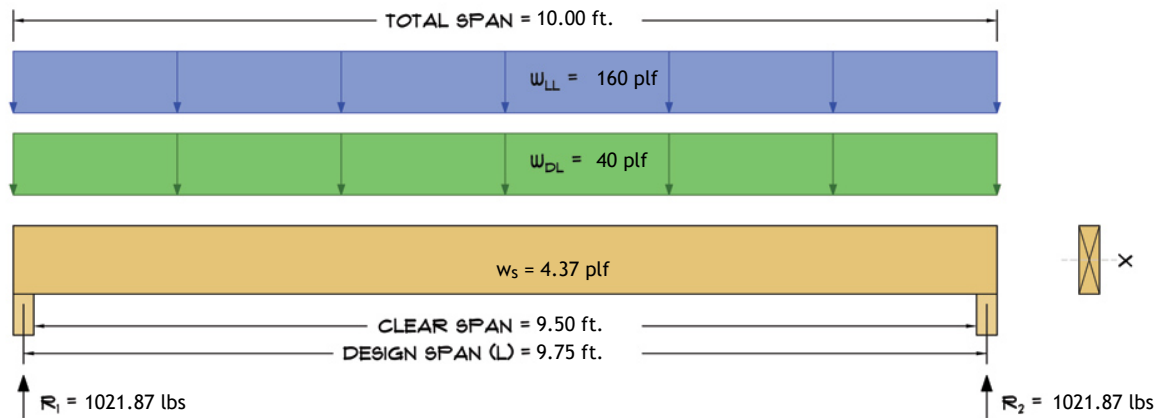 TOTAL SPAN = 10.00 ft.
w_LL = 160 plf
w_DL = 40 plf
w_s = 4.37 plf
X
CLEAR SPAN = 9.50 ft.
DESIGN SPAN (L) = 9.75 ft.
R_1 = 1021.87 lbs
R_2 = 1021.87 lbs